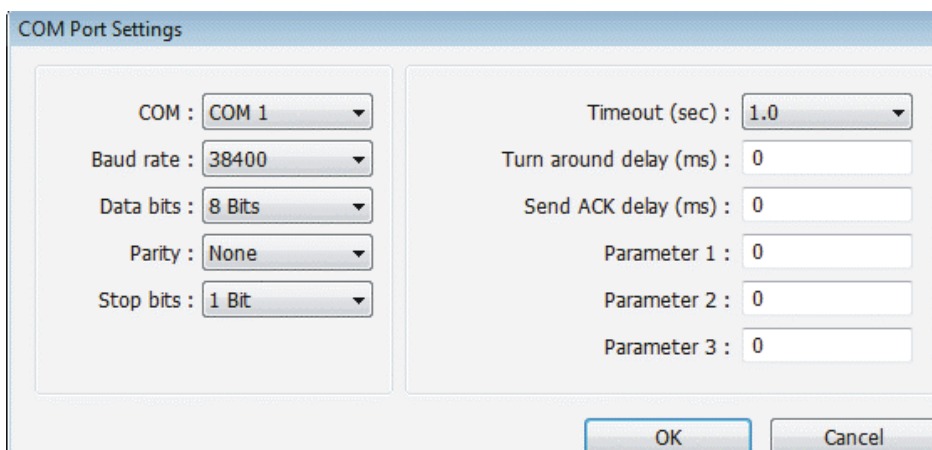 COM Port Settings
COM : COM 1
Baud rate : 38400
Data bits : 8 Bits
Parity : None
Stop bits : 1 Bit
Timeout (sec) : 1.0
Turn around delay (ms) : 0
Send ACK delay (ms) : 0
Parameter 1 : 0
Parameter 2 : 0
Parameter 3 : 0
OK Cancel